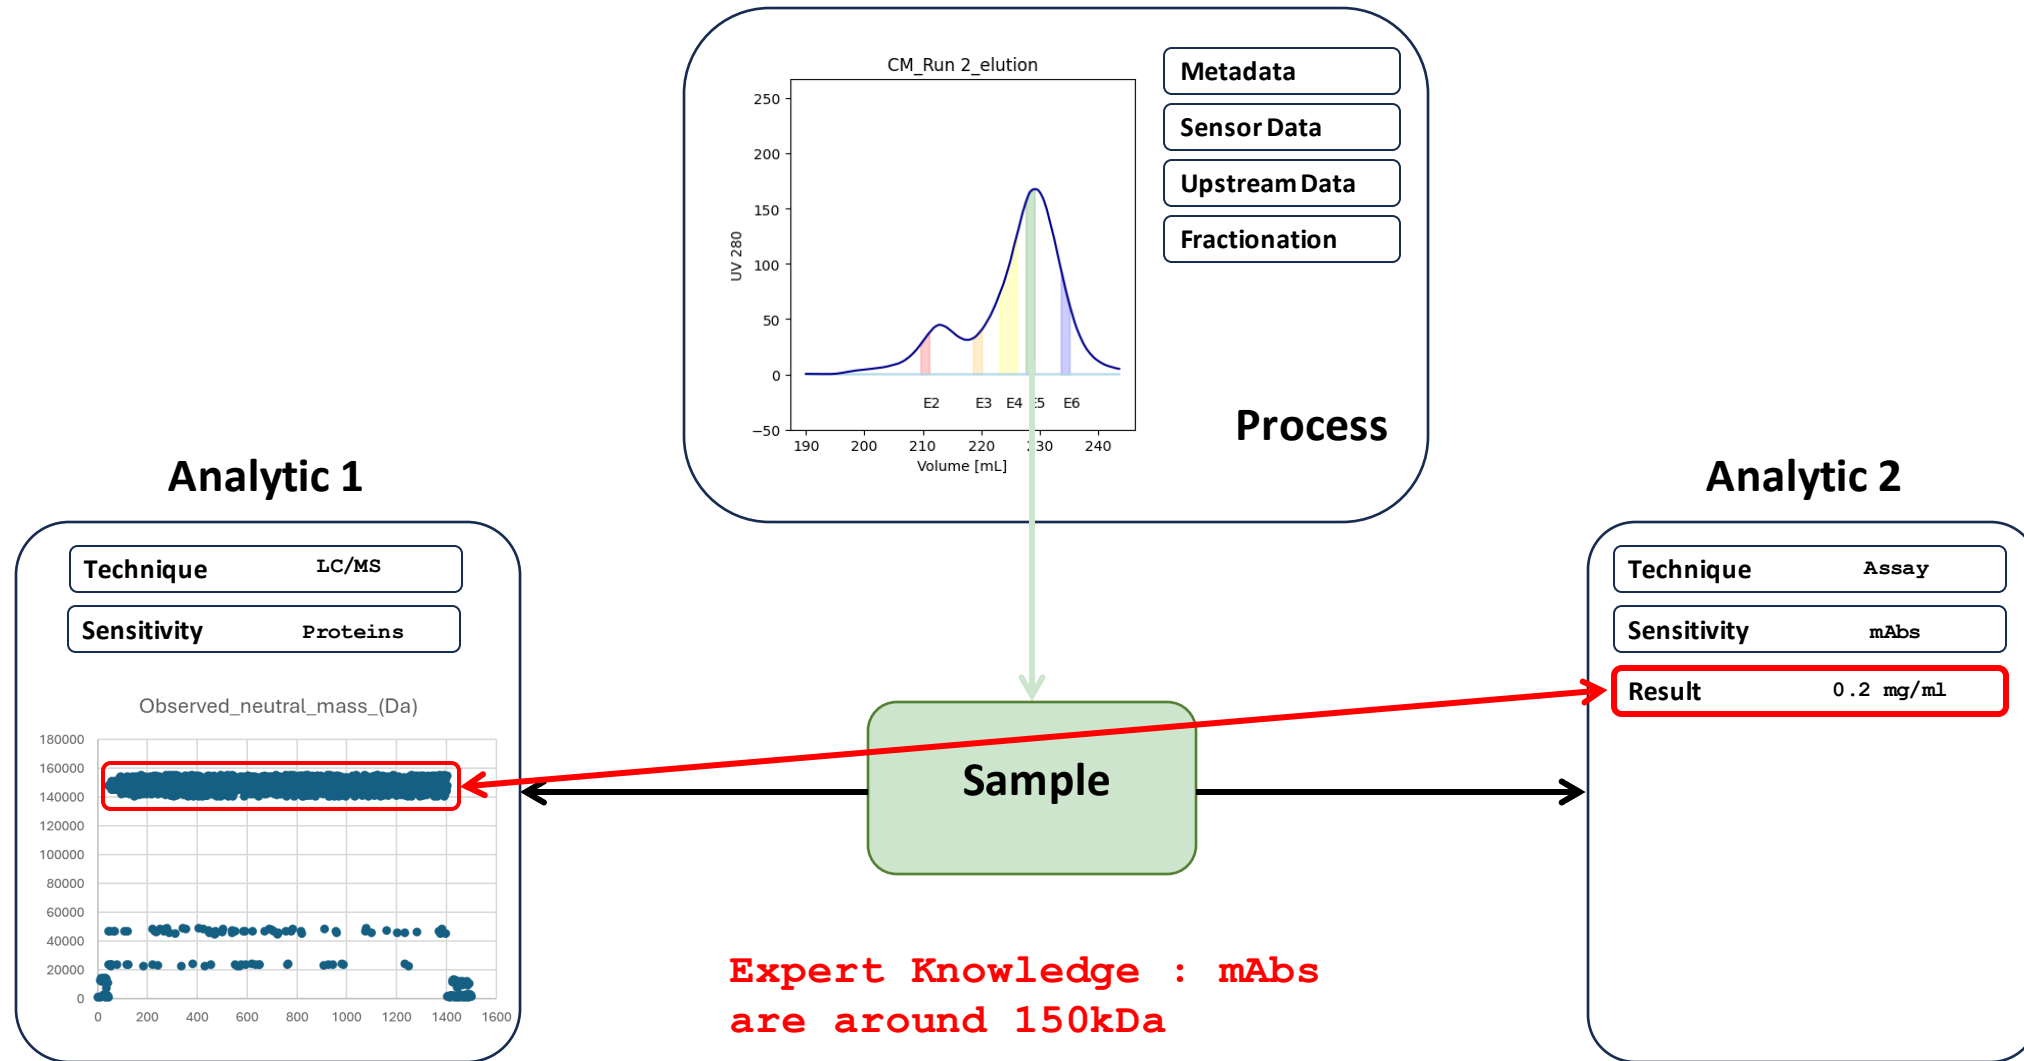 CM_Run 2_elution
250
200
150
100
50
0
−50
UV 280
E2 E3 E4 E5 E6
190 200 210 220 230 240
Volume [mL]
Metadata
Sensor Data
Upstream Data
Fractionation
Process
Analytic 1
Technique LC/MS
Sensitivity Proteins
Observed_neutral_mass_(Da)
180000
160000
140000
120000
100000
80000
60000
40000
20000
0
0 200 400 600 800 1000 1200 1400 1600
Sample
Analytic 2
Technique Assay
Sensitivity mAbs
Result 0.2 mg/ml
Expert Knowledge : mAbs
are around 150kDa